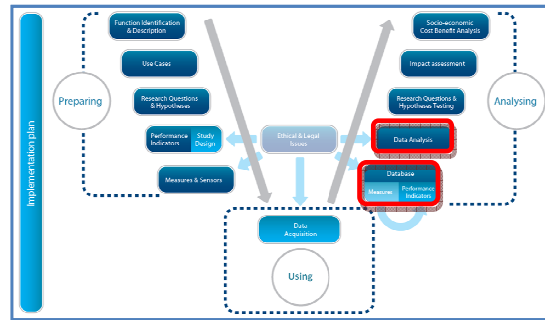 Implementation plan
Preparing
Function Identification
& Description
Use Cases
Research Questions
& Hypotheses
Performance
Indicators
Study
Design
Measures & Sensors
Ethical & Legal
Issues
Data
Acquisition
Using
Socio-economic
Cost Benefit Analysis
Impact assessment
Research Questions &
Hypotheses Testing
Data Analysis
Database
Measures
Performance
Indicators
Analysing